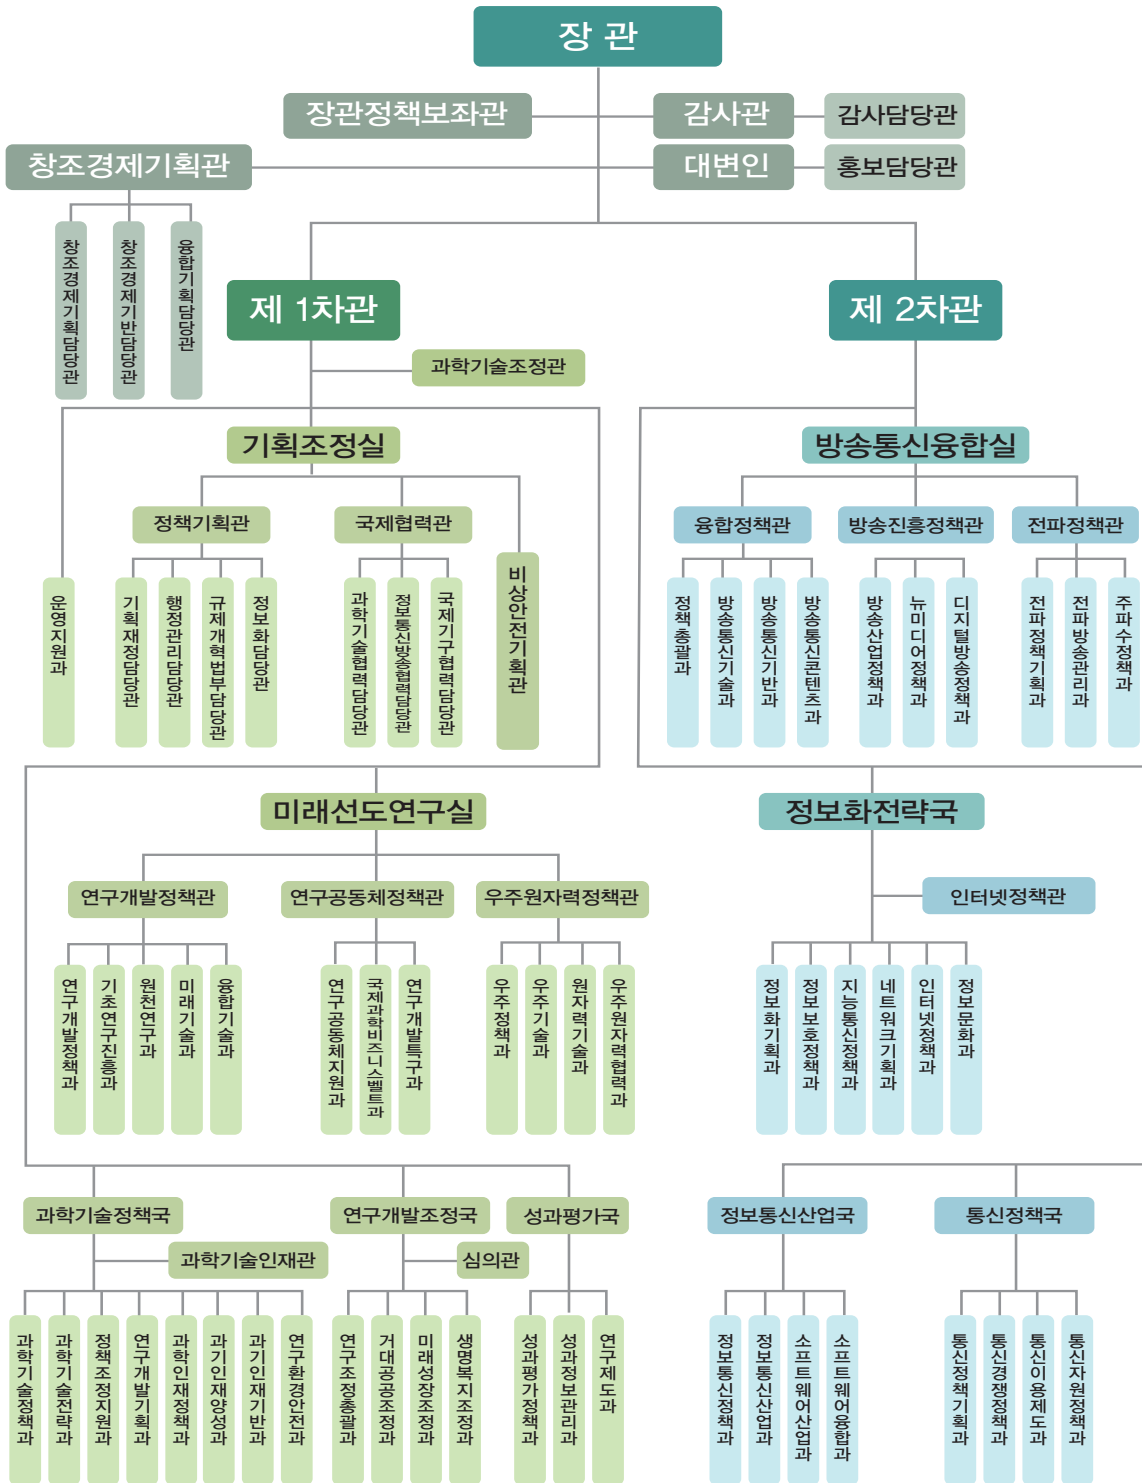 장 관
장관정책보좌관
감사관
감사담당관
창조경제기획관
대변인
홍보담당관
창조경제기획담당관
창조경제기반담당관
융합기획담당관
제 1차관
제 2차관
과학기술조정관
기획조정실
방송통신융합실
정책기획관
국제협력관
비상안전기획관
융합정책관
방송진흥정책관
전파정책관
운영지원과
기획재정담당관
행정관리담당관
규제개혁법무담당관
정보화담당관
과학기술협력담당관
정보통신방송협력담당관
국제기구협력담당관
정책총괄과
방송통신기술과
방송통신기반과
방송통신콘텐츠과
방송산업정책과
뉴미디어정책과
디지털방송정책과
전파정책기획과
전파방송관리과
주파수정책과
미래선도연구실
정보화전략국
연구개발정책관
연구공동체정책관
우주원자력정책관
인터넷정책관
연구개발정책과
기초연구진흥과
원천연구과
미래기술과
융합기술과
연구공동체지원과
국제과학비즈니스벨트과
연구개발특구과
우주정책과
우주기술과
원자력기술과
우주원자력협력과
정보화기획과
정보보호정책과
지능통신정책과
네트워크기획과
인터넷정책과
정보문화과
과학기술정책국
연구개발조정국
성과평가국
정보통신산업국
통신정책국
과학기술인재관
심의관
과학기술정책과
과학기술전략과
정책조정지원과
연구개발기획과
과학인재정책과
과기인재양성과
과기인재기반과
연구환경안전과
연구조정총괄과
거대공공조정과
미래성장조정과
생명복지조정과
성과평가정책과
성과정보관리과
연구제도과
정보통신정책과
정보통신산업과
소프트웨어산업과
소프트웨어융합과
통신정책기획과
통신경쟁정책과
통신이용제도과
통신자원정책과